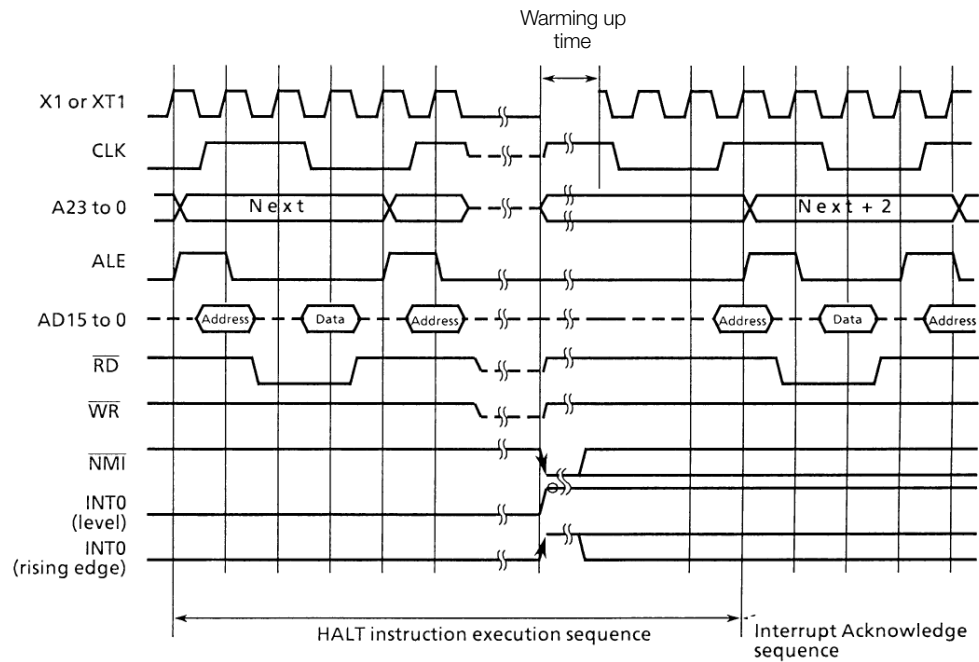 Warming up
time
X1 or XT1
CLK
A23 to 0
Next
Next + 2
ALE
AD15 to 0
Address
Data
Address
Address
Data
Address
RD
WR
NMI
INT0
(level)
INT0
(rising edge)
HALT instruction execution sequence
Interrupt Acknowledge
sequence